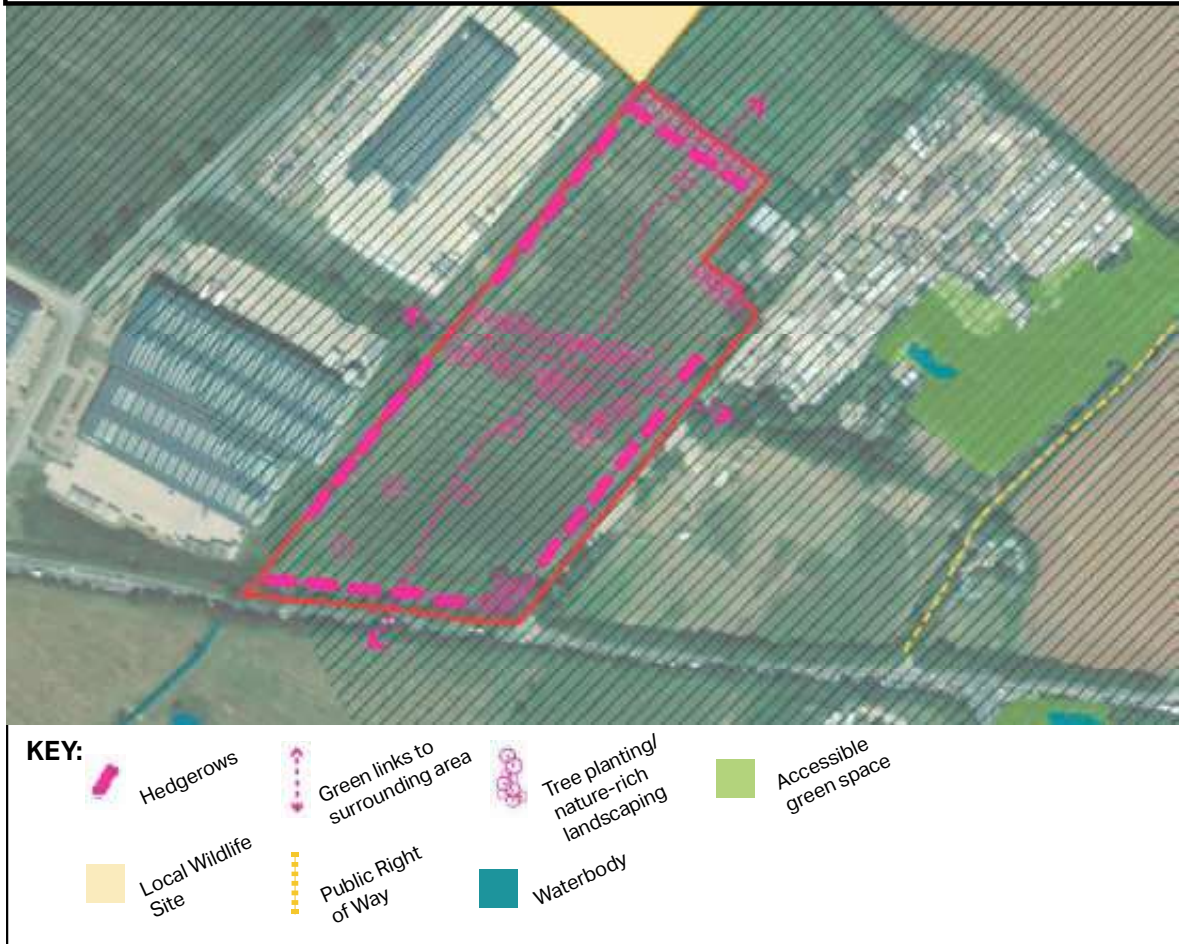 KEY:
Hedgerows
Green links to
surrounding area
Tree planting/
nature-rich
landscaping
Accessible
green space
Local Wildlife
Site
Public Right
of Way
Waterbody